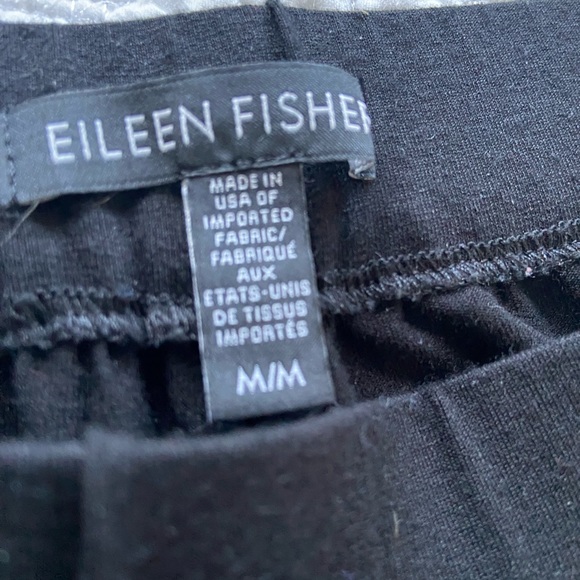 EILEEN FISHER
MADE IN
USA OF
IMPORTED
FABRIC/
FABRIQUÉ
AUX
ETATS-UNIS
DE TISSUS
IMPORTÉS
M/M